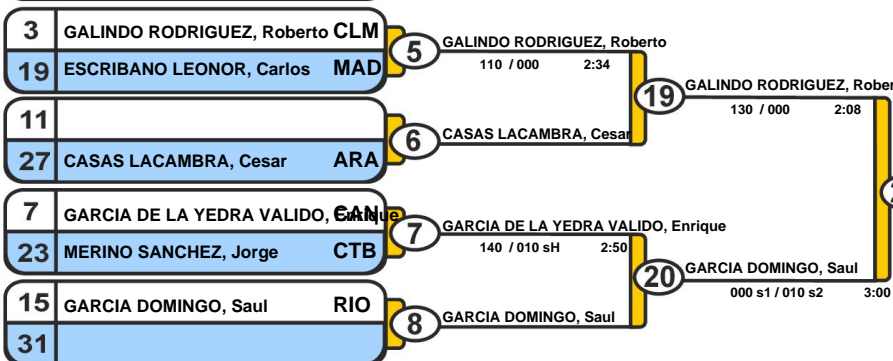 3 GALINDO RODRIGUEZ, Roberto CLM
19 ESCRIBANO LEONOR, Carlos MAD
5
GALINDO RODRIGUEZ, Roberto
110 / 000 2:34
11
27 CASAS LACAMBRA, Cesar ARA
6
CASAS LACAMBRA, Cesar
19
GALINDO RODRIGUEZ, Rober
130 / 000 2:08
7 GARCIA DE LA YEDRA VALIDO, Enrique CAN
23 MERINO SANCHEZ, Jorge CTB
7
GARCIA DE LA YEDRA VALIDO, Enrique
140 / 010 sH 2:50
15 GARCIA DOMINGO, Saul RIO
31
8
GARCIA DOMINGO, Saul
20
GARCIA DOMINGO, Saul
000 s1 / 010 s2 3:00